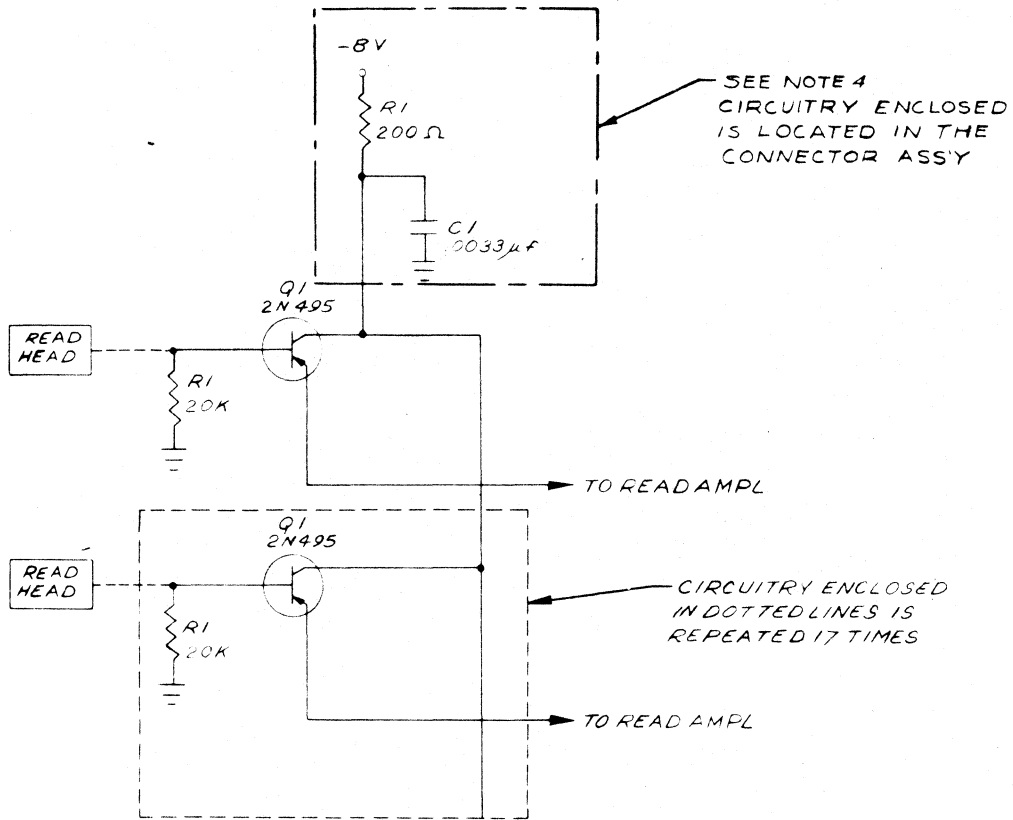 -8V
R1
200Ω
C1
.0033µf
SEE NOTE 4
CIRCUITRY ENCLOSED
IS LOCATED IN THE
CONNECTOR ASS'Y
Q1
2N495
READ
HEAD
R1
20K
TO READ AMPL
Q1
2N495
READ
HEAD
R1
20K
CIRCUITRY ENCLOSED
IN DOTTED LINES IS
REPEATED 17 TIMES
TO READ AMPL